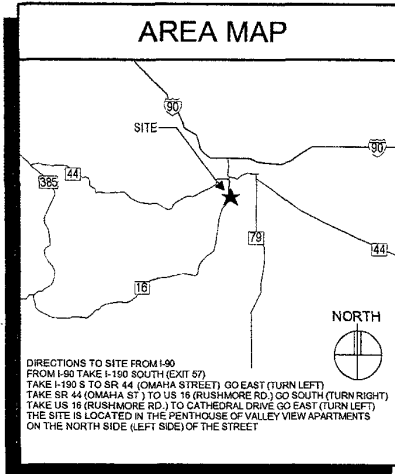 AREA MAP
90
SITE
90
44
385
79
44
16
NORTH
DIRECTIONS TO SITE FROM I-90
FROM I-90 TAKE I-190 SOUTH (EXIT 57)
TAKE I-190 S TO SR 44 (OMAHA STREET) GO EAST (TURN LEFT)
TAKE SR 44 (OMAHA ST ) TO US 16 (RUSHMORE RD.) GO SOUTH (TURN RIGHT)
TAKE US 16 (RUSHMORE RD.) TO CATHEDRAL DRIVE GO EAST (TURN LEFT)
THE SITE IS LOCATED IN THE PENTHOUSE OF VALLEY VIEW APARTMENTS
ON THE NORTH SIDE (LEFT SIDE) OF THE STREET